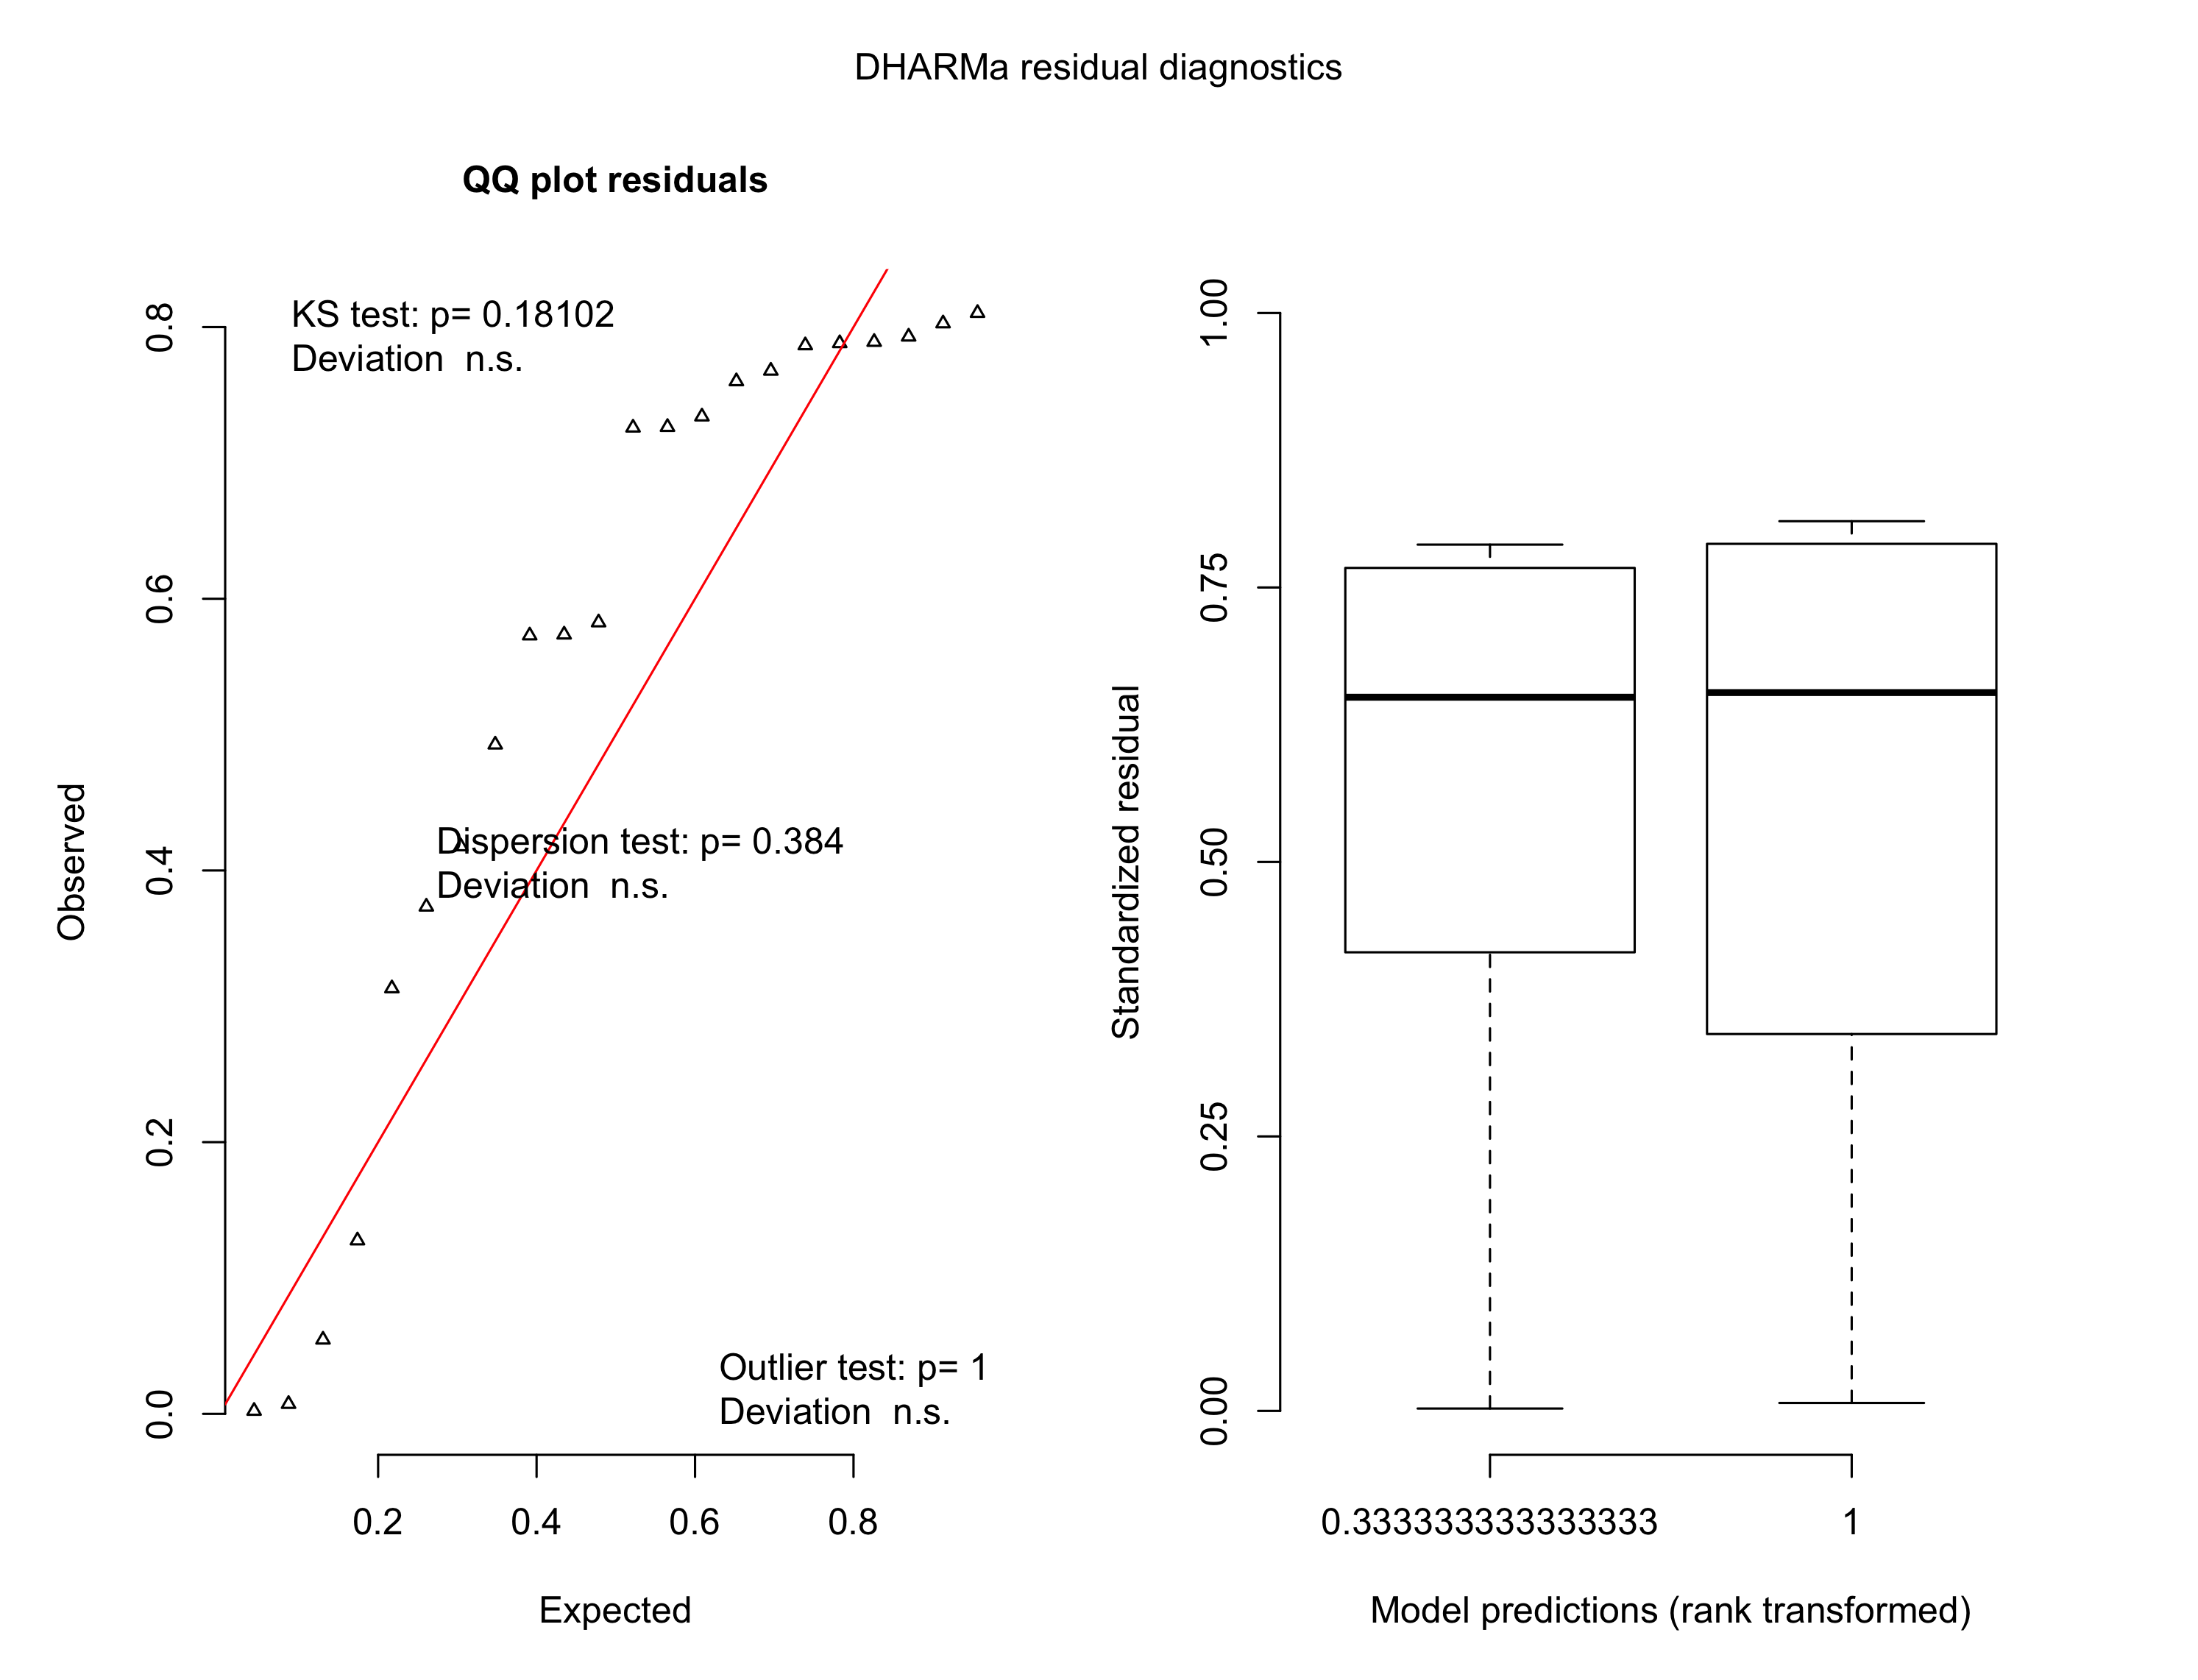 DHARMa residual diagnostics
QQ plot residuals
KS test: p= 0.18102
Deviation  n.s.
Dispersion test: p= 0.384
Deviation  n.s.
Outlier test: p= 1
Deviation  n.s.
Observed
0.0
0.2
0.4
0.6
0.8
0.2
0.4
0.6
0.8
Expected
Standardized residual
0.00
0.25
0.50
0.75
1.00
0.333333333333333
1
Model predictions (rank transformed)